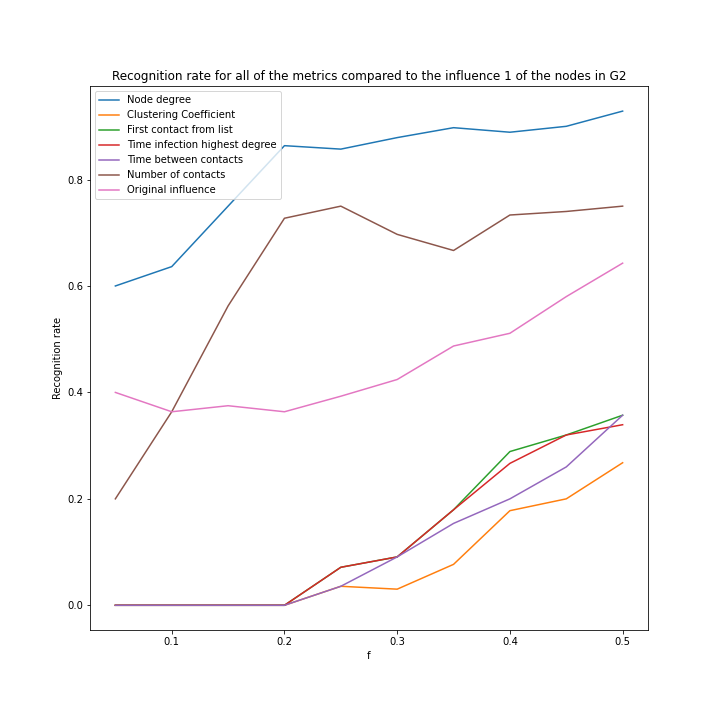 Recognition rate for all of the metrics compared to the influence 1 of the nodes in G2
Node degree
Clustering Coefficient
First contact from list
Time infection highest degree
Time between contacts
Number of contacts
Original influence
0.8
0.6
0.4
0.2
0.0
Recognition rate
0.1 0.2 0.3 0.4 0.5
f